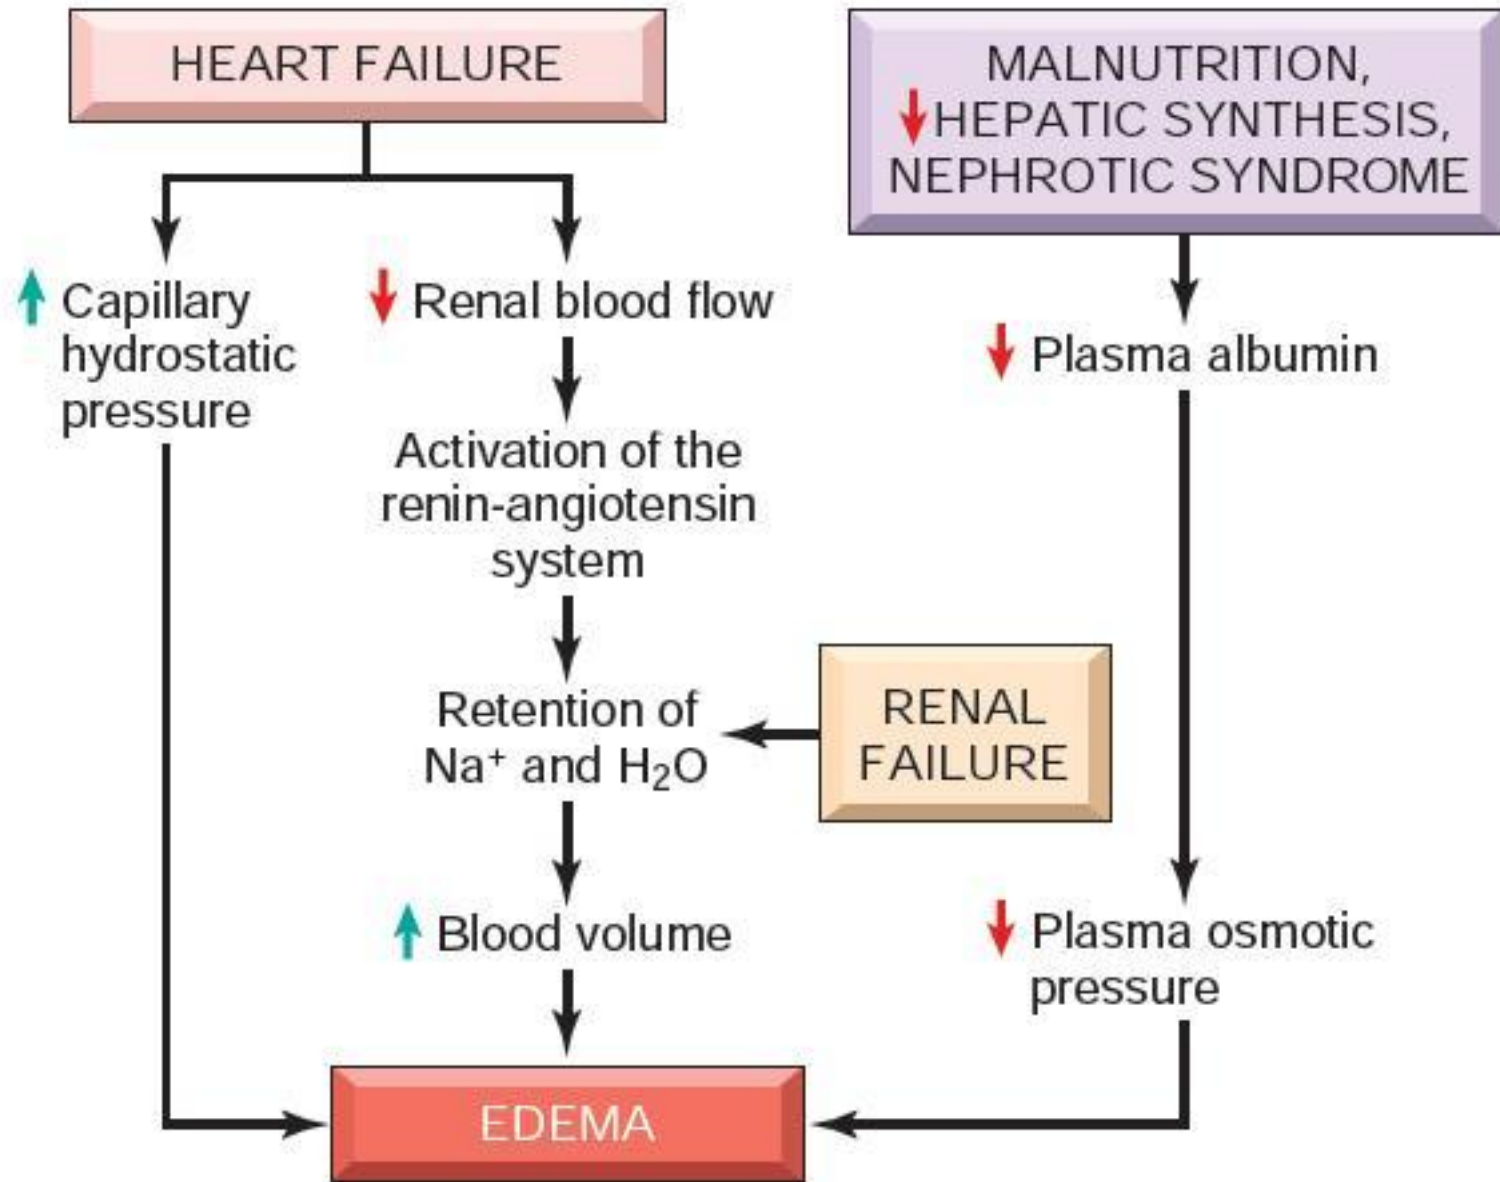 HEART FAILURE
MALNUTRITION,
↓ HEPATIC SYNTHESIS,
NEPHROTIC SYNDROME
↑ Capillary
hydrostatic
pressure
↓ Renal blood flow
↓ Plasma albumin
Activation of the
renin-angiotensin
system
Retention of
Na⁺ and H₂O
RENAL
FAILURE
↑ Blood volume
↓ Plasma osmotic
pressure
EDEMA